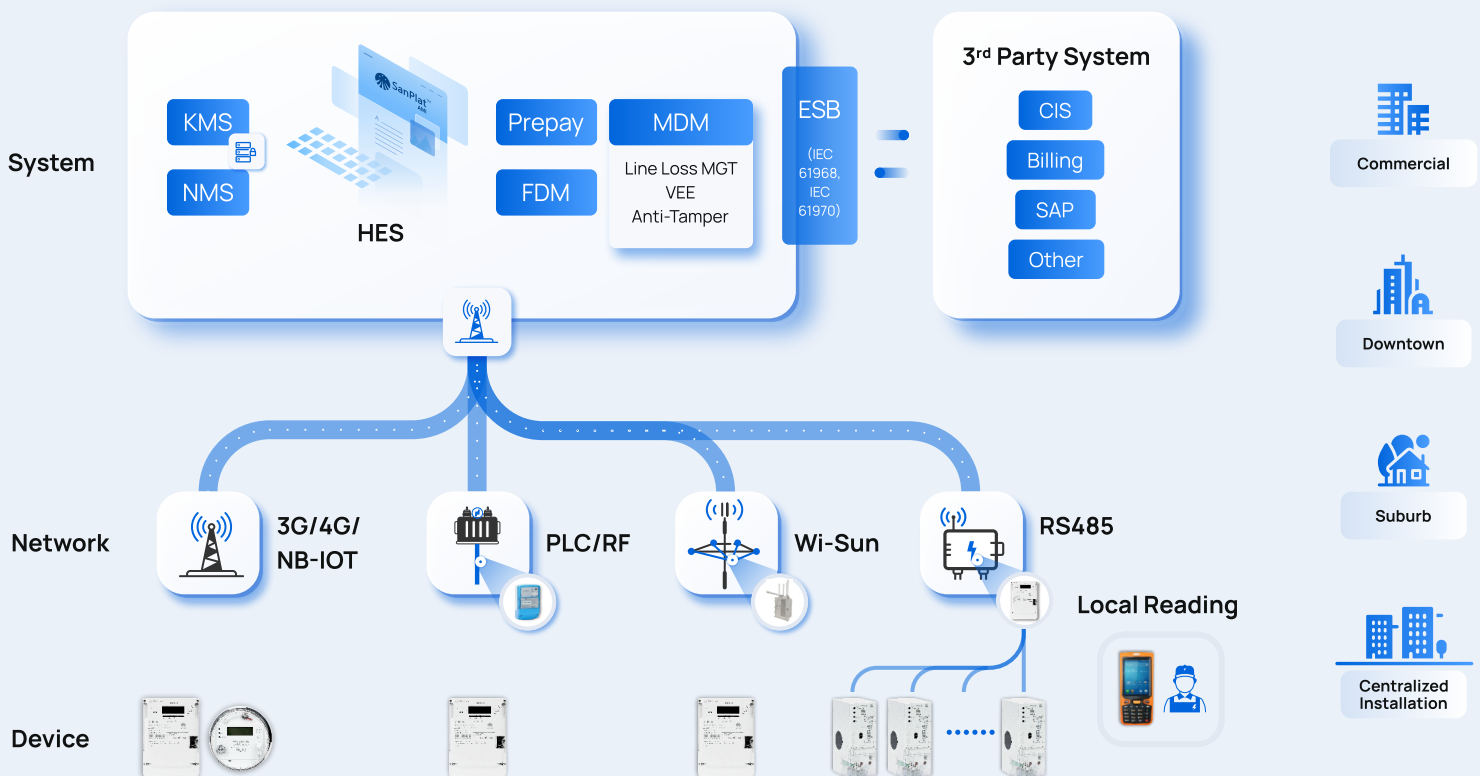 System
KMS
NMS
SanPlat
HES
Prepay
FDM
MDM
Line Loss MGT
VEE
Anti-Tamper
ESB
(IEC
61968,
IEC
61970)
3rd Party System
CIS
Billing
SAP
Other
Commercial
Downtown
Suburb
Centralized
Installation
Network
3G/4G/
NB-IOT
PLC/RF
Wi-Sun
RS485
Local Reading
Device